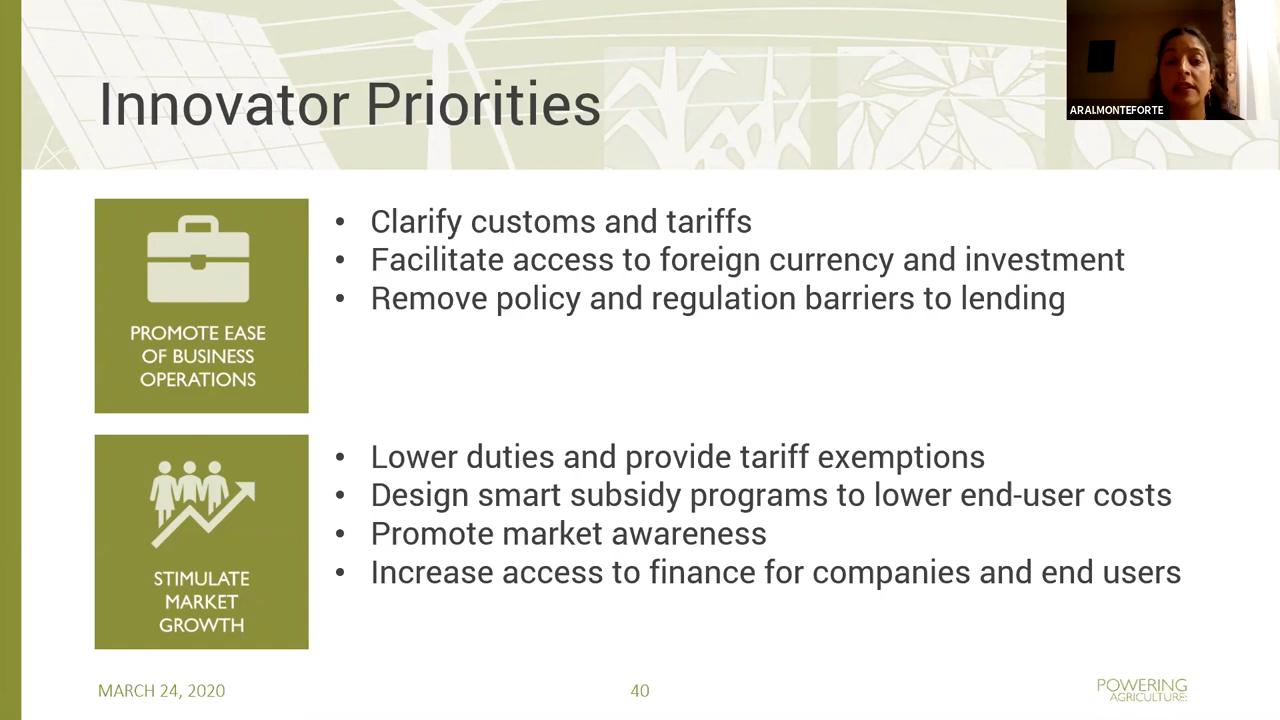 Innovator Priorities
ARALMONTEFORTE
PROMOTE EASE
OF BUSINESS
OPERATIONS
• Clarify customs and tariffs
• Facilitate access to foreign currency and investment
• Remove policy and regulation barriers to lending
STIMULATE
MARKET
GROWTH
• Lower duties and provide tariff exemptions
• Design smart subsidy programs to lower end-user costs
• Promote market awareness
• Increase access to finance for companies and end users
MARCH 24, 2020
40
POWERING
AGRICULTURE: